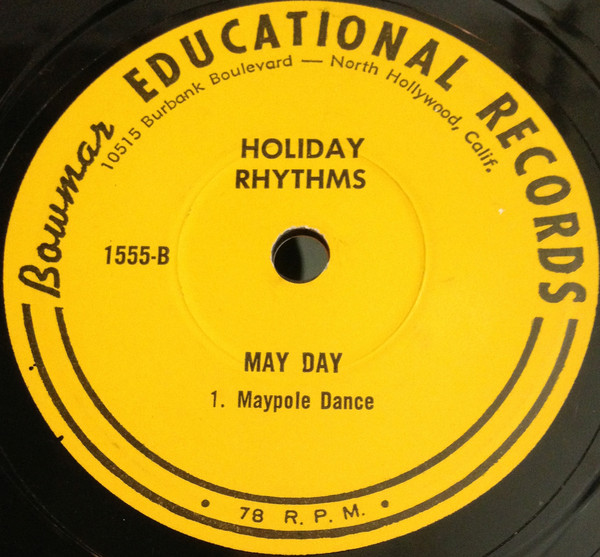 Bowmar EDUCATIONAL RECORDS
10515 Burbank Boulevard — North Hollywood, Calif.
HOLIDAY
RHYTHMS
1555-B
MAY DAY
1. Maypole Dance
• 78 R. P. M. •